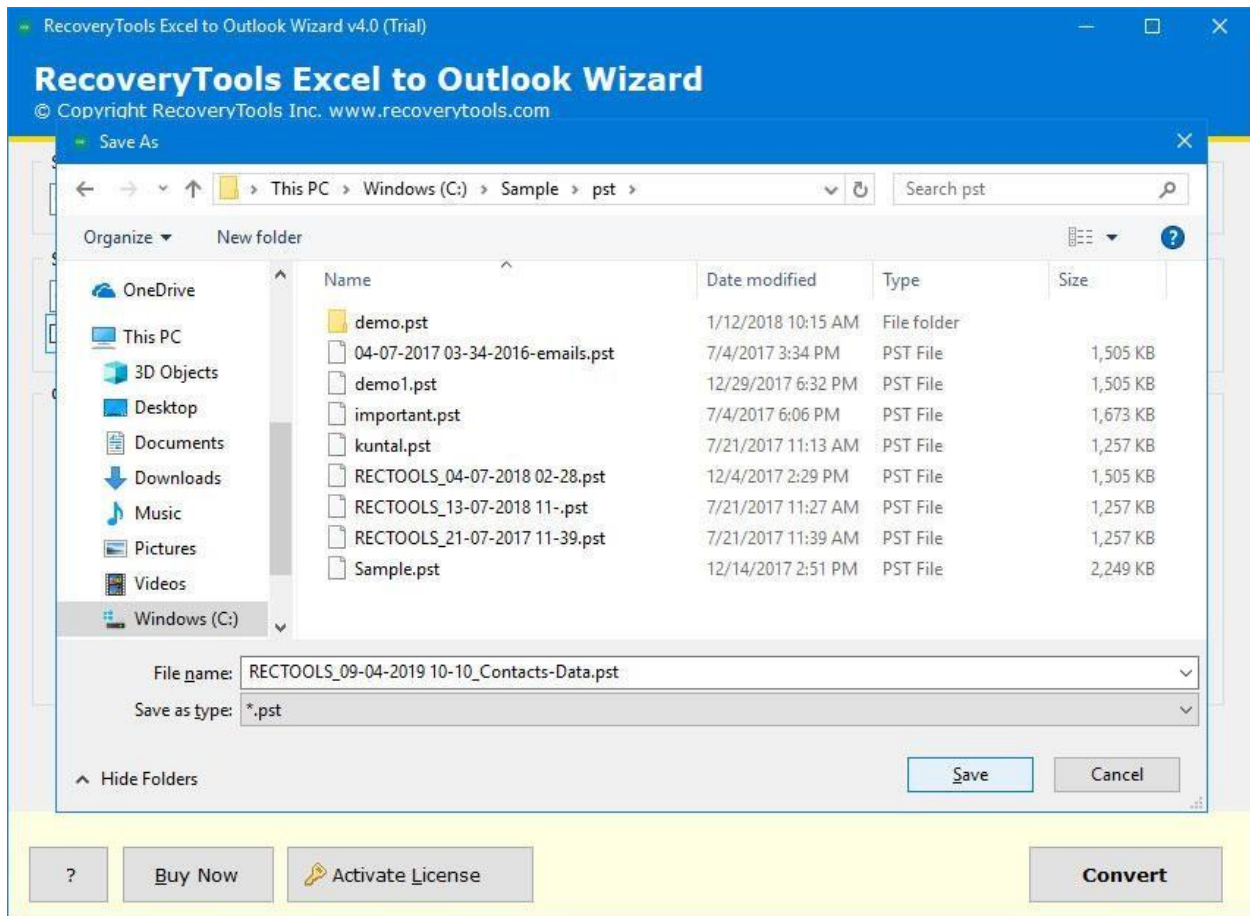 RecoveryTools Excel to Outlook Wizard v4.0 (Trial)
RecoveryTools Excel to Outlook Wizard
© Copyright RecoveryTools Inc. www.recoverytools.com
Save As
This PC > Windows (C:) > Sample > pst >
Search pst
Organize
New folder
?
OneDrive
This PC
3D Objects
Desktop
Documents
Downloads
Music
Pictures
Videos
Windows (C:)
Name Date modified Type Size
demo.pst 1/12/2018 10:15 AM File folder
04-07-2017 03-34-2016-emails.pst 7/4/2017 3:34 PM PST File 1,505 KB
demo1.pst 12/29/2017 6:32 PM PST File 1,505 KB
important.pst 7/4/2017 6:06 PM PST File 1,673 KB
kuntal.pst 7/21/2017 11:13 AM PST File 1,257 KB
RECTOOLS_04-07-2018 02-28.pst 12/4/2017 2:29 PM PST File 1,505 KB
RECTOOLS_13-07-2018 11-.pst 7/21/2017 11:27 AM PST File 1,257 KB
RECTOOLS_21-07-2017 11-39.pst 7/21/2017 11:39 AM PST File 1,257 KB
Sample.pst 12/14/2017 2:51 PM PST File 2,249 KB
File name: RECTOOLS_09-04-2019 10-10_Contacts-Data.pst
Save as type: *.pst
Hide Folders
Save
Cancel
?
Buy Now
Activate License
Convert